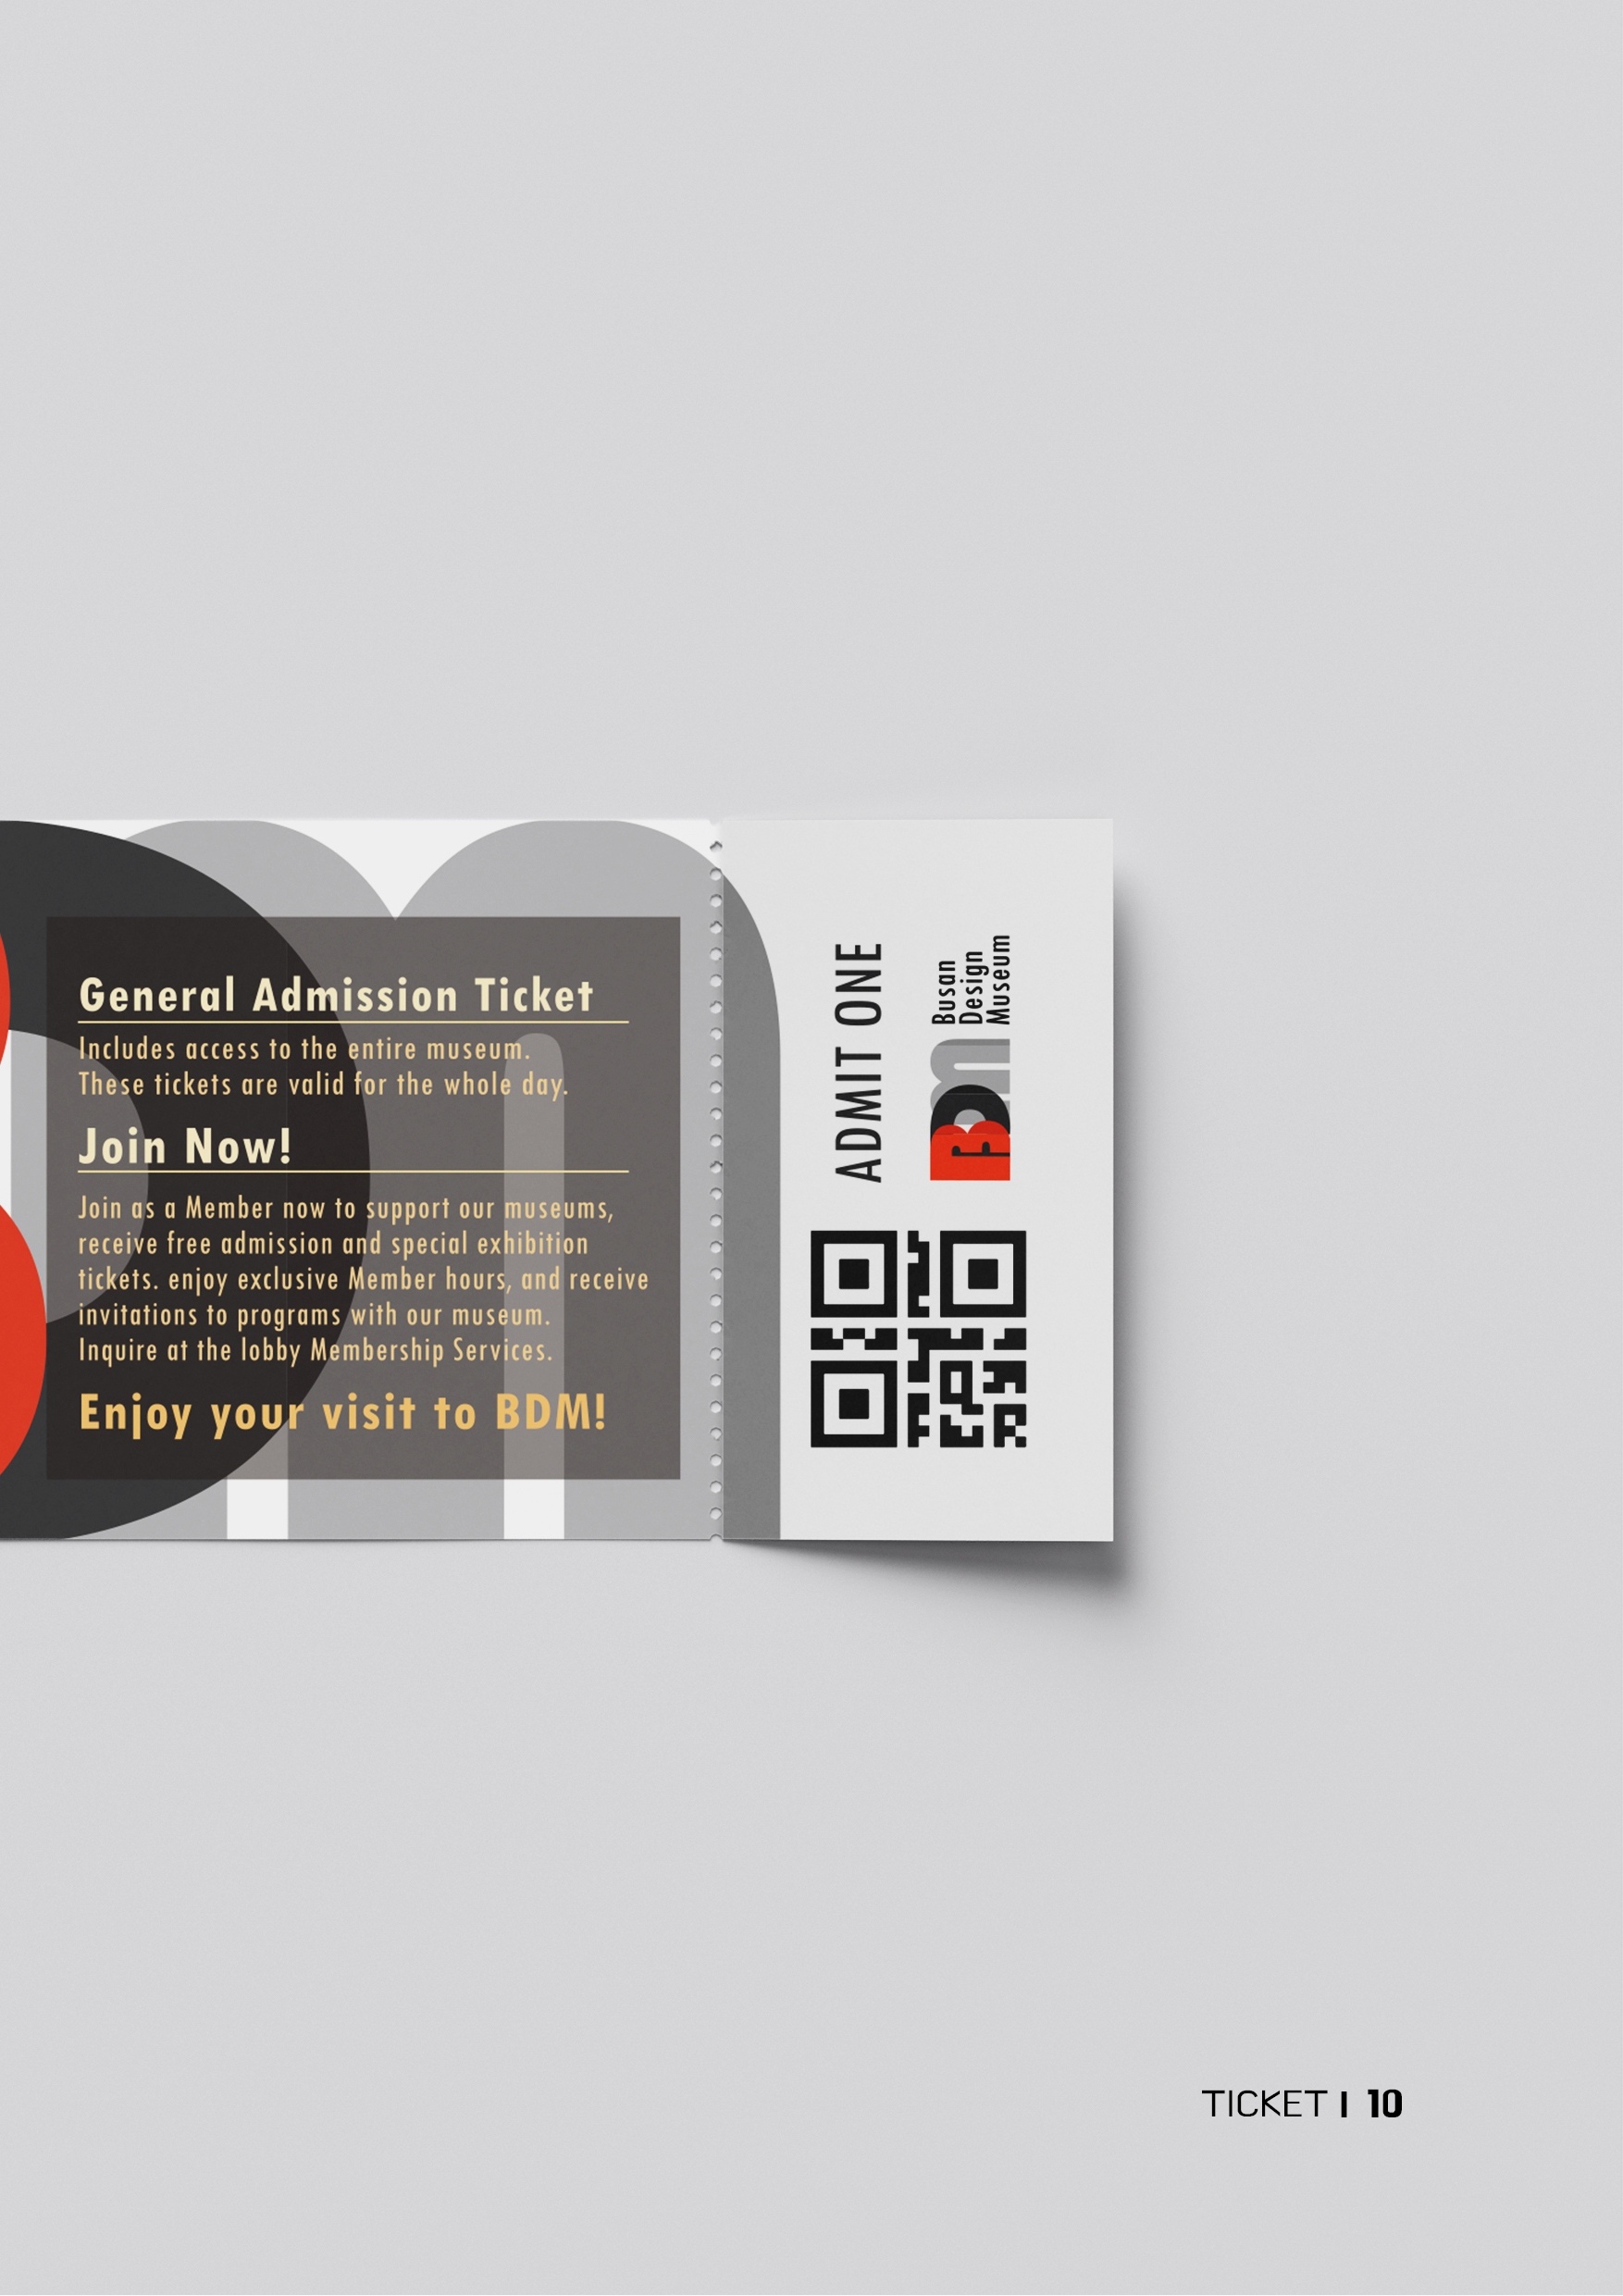 General Admission Ticket
Includes access to the entire museum.
These tickets are valid for the whole day.
Join Now!
Join as a Member now to support our museums,
receive free admission and special exhibition
tickets. enjoy exclusive Member hours, and receive
invitations to programs with our museum.
Inquire at the lobby Membership Services.
Enjoy your visit to BDM!
ADMIT ONE
BDm
Busan
Design
Museum
TICKET | 10